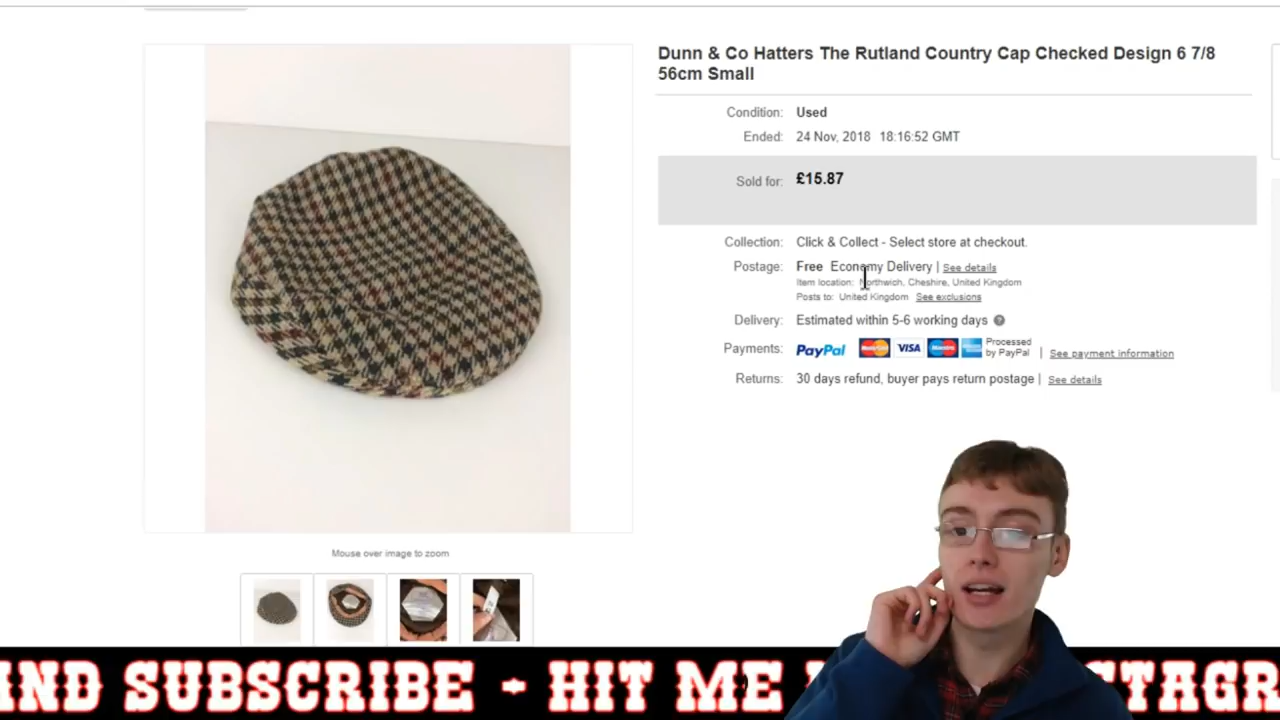 Dunn & Co Hatters The Rutland Country Cap Checked Design 6 7/8
56cm Small
Condition: Used
Ended: 24 Nov, 2018 18:16:52 GMT
Sold for: £15.87
Collection: Click & Collect - Select store at checkout.
Postage: Free Economy Delivery | See details
Item location: Northwich, Cheshire, United Kingdom
Posts to: United Kingdom See exclusions
Delivery: Estimated within 5-6 working days
Payments: PayPal MasterCard VISA Maestro Processed by PayPal | See payment information
Returns: 30 days refund, buyer pays return postage | See details
Mouse over image to zoom
AND SUBSCRIBE - HIT ME STAGR